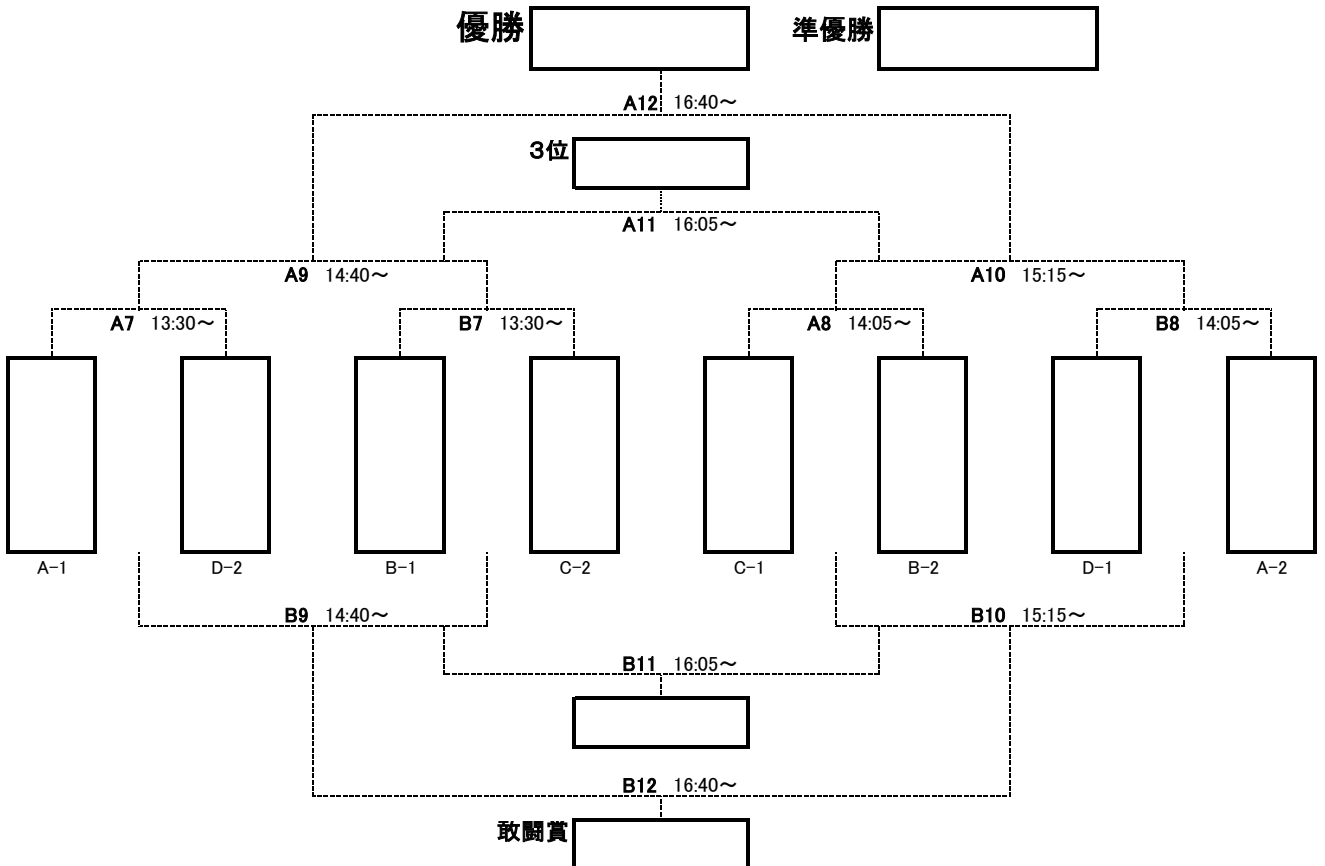 優勝 準優勝
A12 16:40～
3位
A11 16:05～
A9 14:40～ A10 15:15～
A7 13:30～ B7 13:30～ A8 14:05～ B8 14:05～
A-1 D-2 B-1 C-2 C-1 B-2 D-1 A-2
B9 14:40～ B10 15:15～
B11 16:05～
B12 16:40～
敢闘賞